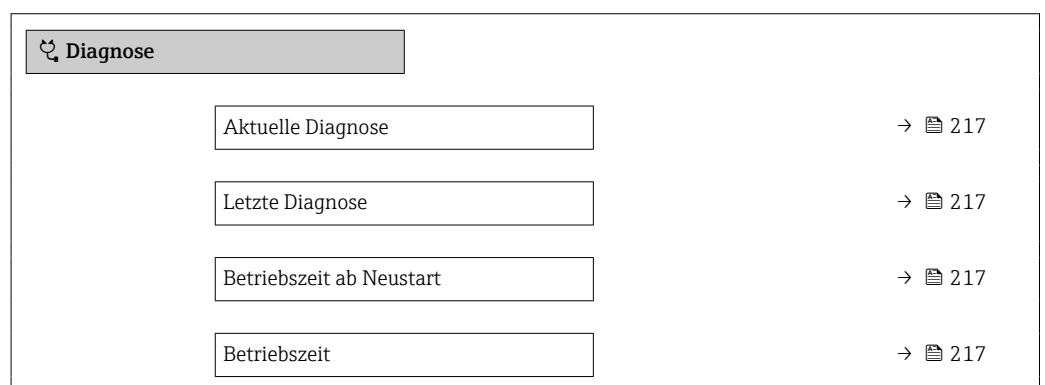 Diagnose
Aktuelle Diagnose → 217
Letzte Diagnose → 217
Betriebszeit ab Neustart → 217
Betriebszeit → 217